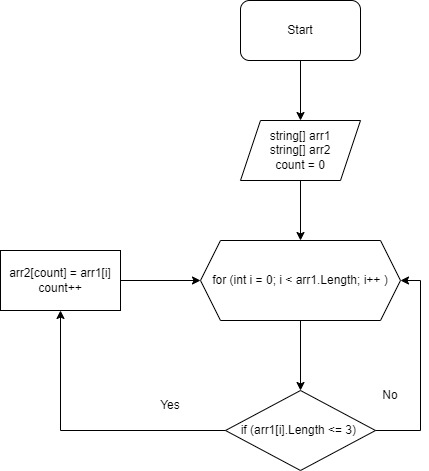 Start
string[] arr1
string[] arr2
count = 0
for (int i = 0; i < arr1.Length; i++ )
arr2[count] = arr1[i]
count++
if (arr1[i].Length <= 3)
Yes
No